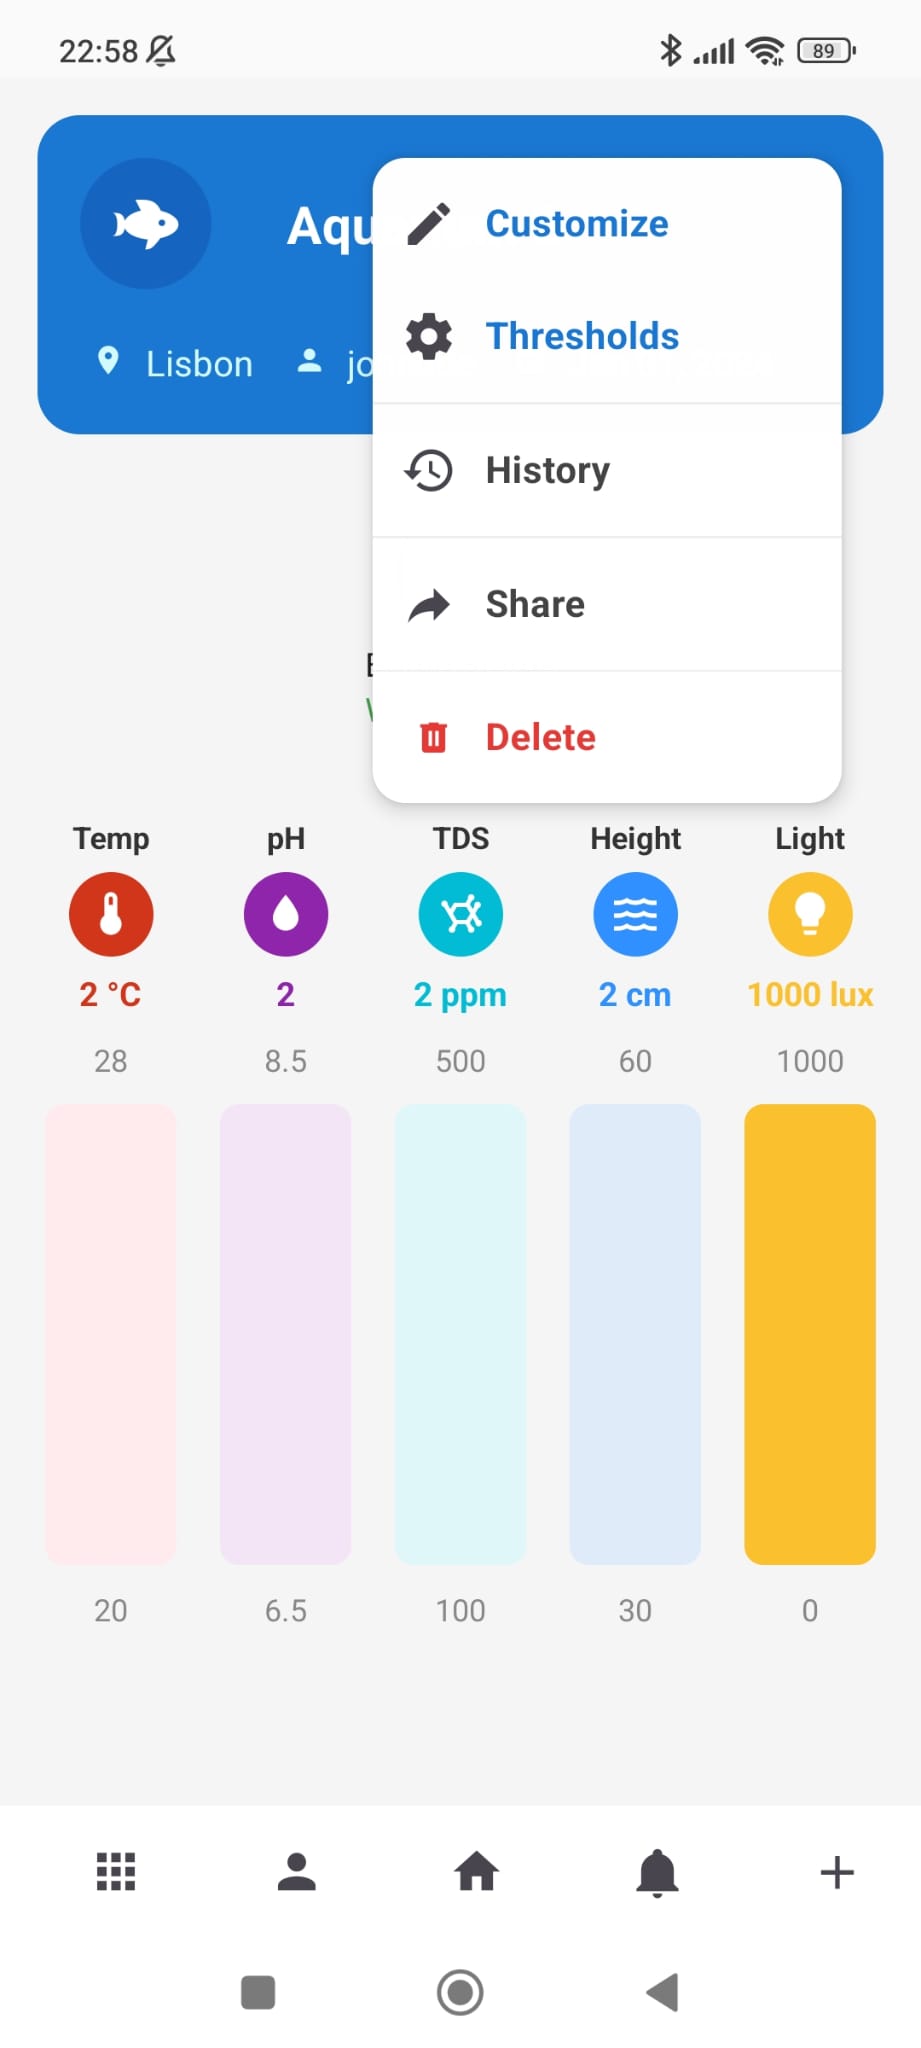 22:58
89
Aqu
Customize
Thresholds
Lisbon jo
History
Share
Delete
Temp pH TDS Height Light
2 °C 2 2 ppm 2 cm 1000 lux
28 8.5 500 60 1000
20 6.5 100 30 0